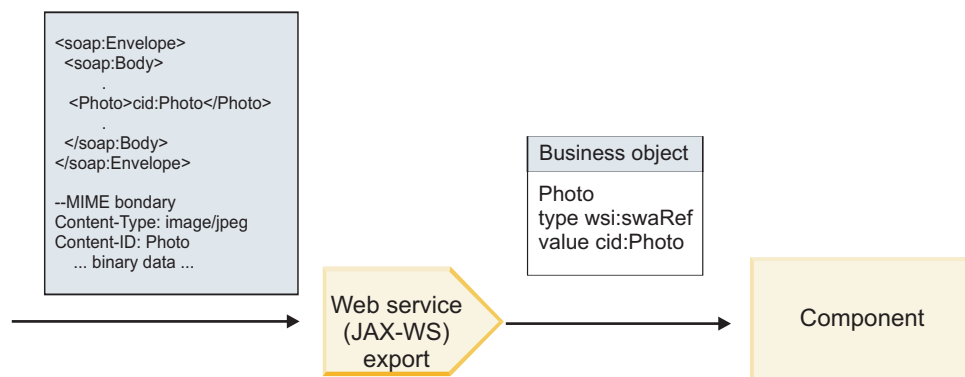 <soap:Envelope>
<soap:Body>
.
<Photo>cid:Photo</Photo>
.
</soap:Body>
</soap:Envelope>
--MIME bondary
Content-Type: image/jpeg
Content-ID: Photo
... binary data ...
Business object
Photo
type wsi:swaRef
value cid:Photo
Web service
(JAX-WS)
export
Component